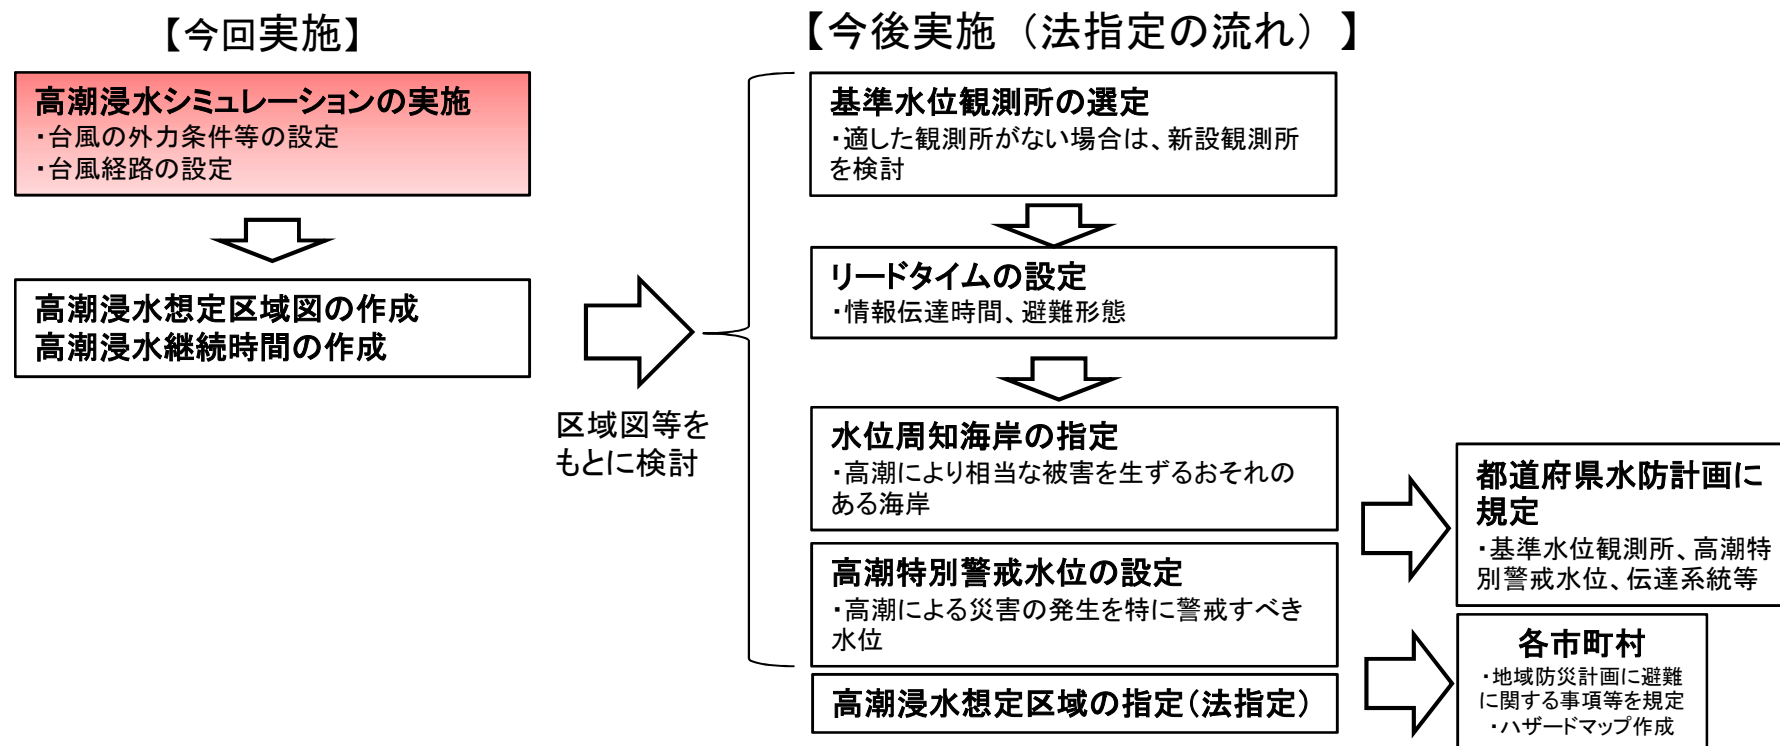 【今回実施】
高潮浸水シミュレーションの実施
・台風の外力条件等の設定
・台風経路の設定
高潮浸水想定区域図の作成
高潮浸水継続時間の作成
区域図等を
もとに検討
【今後実施（法指定の流れ）】
基準水位観測所の選定
・適した観測所がない場合は、新設観測所
を検討
リードタイムの設定
・情報伝達時間、避難形態
水位周知海岸の指定
・高潮により相当な被害を生ずるおそれの
ある海岸
高潮特別警戒水位の設定
・高潮による災害の発生を特に警戒すべき
水位
高潮浸水想定区域の指定（法指定）
都道府県水防計画に
規定
・基準水位観測所、高潮特
別警戒水位、伝達系統等
各市町村
・地域防災計画に避難
に関する事項等を規定
・ハザードマップ作成